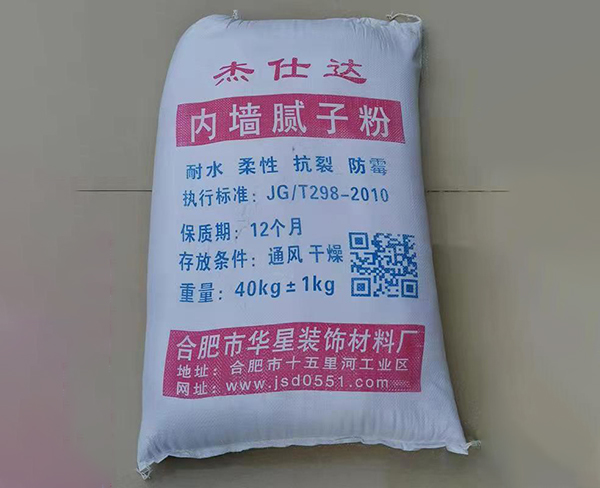 杰仕达
内墙腻子粉
耐水 柔性 抗裂 防霉
执行标准：JG/T298-2010
保质期：12个月
存放条件：通风 干燥
重量：40kg±1kg
合肥市华星装饰材料厂
地址：合肥市十五里河工业区
网址：www.jsd0551.com